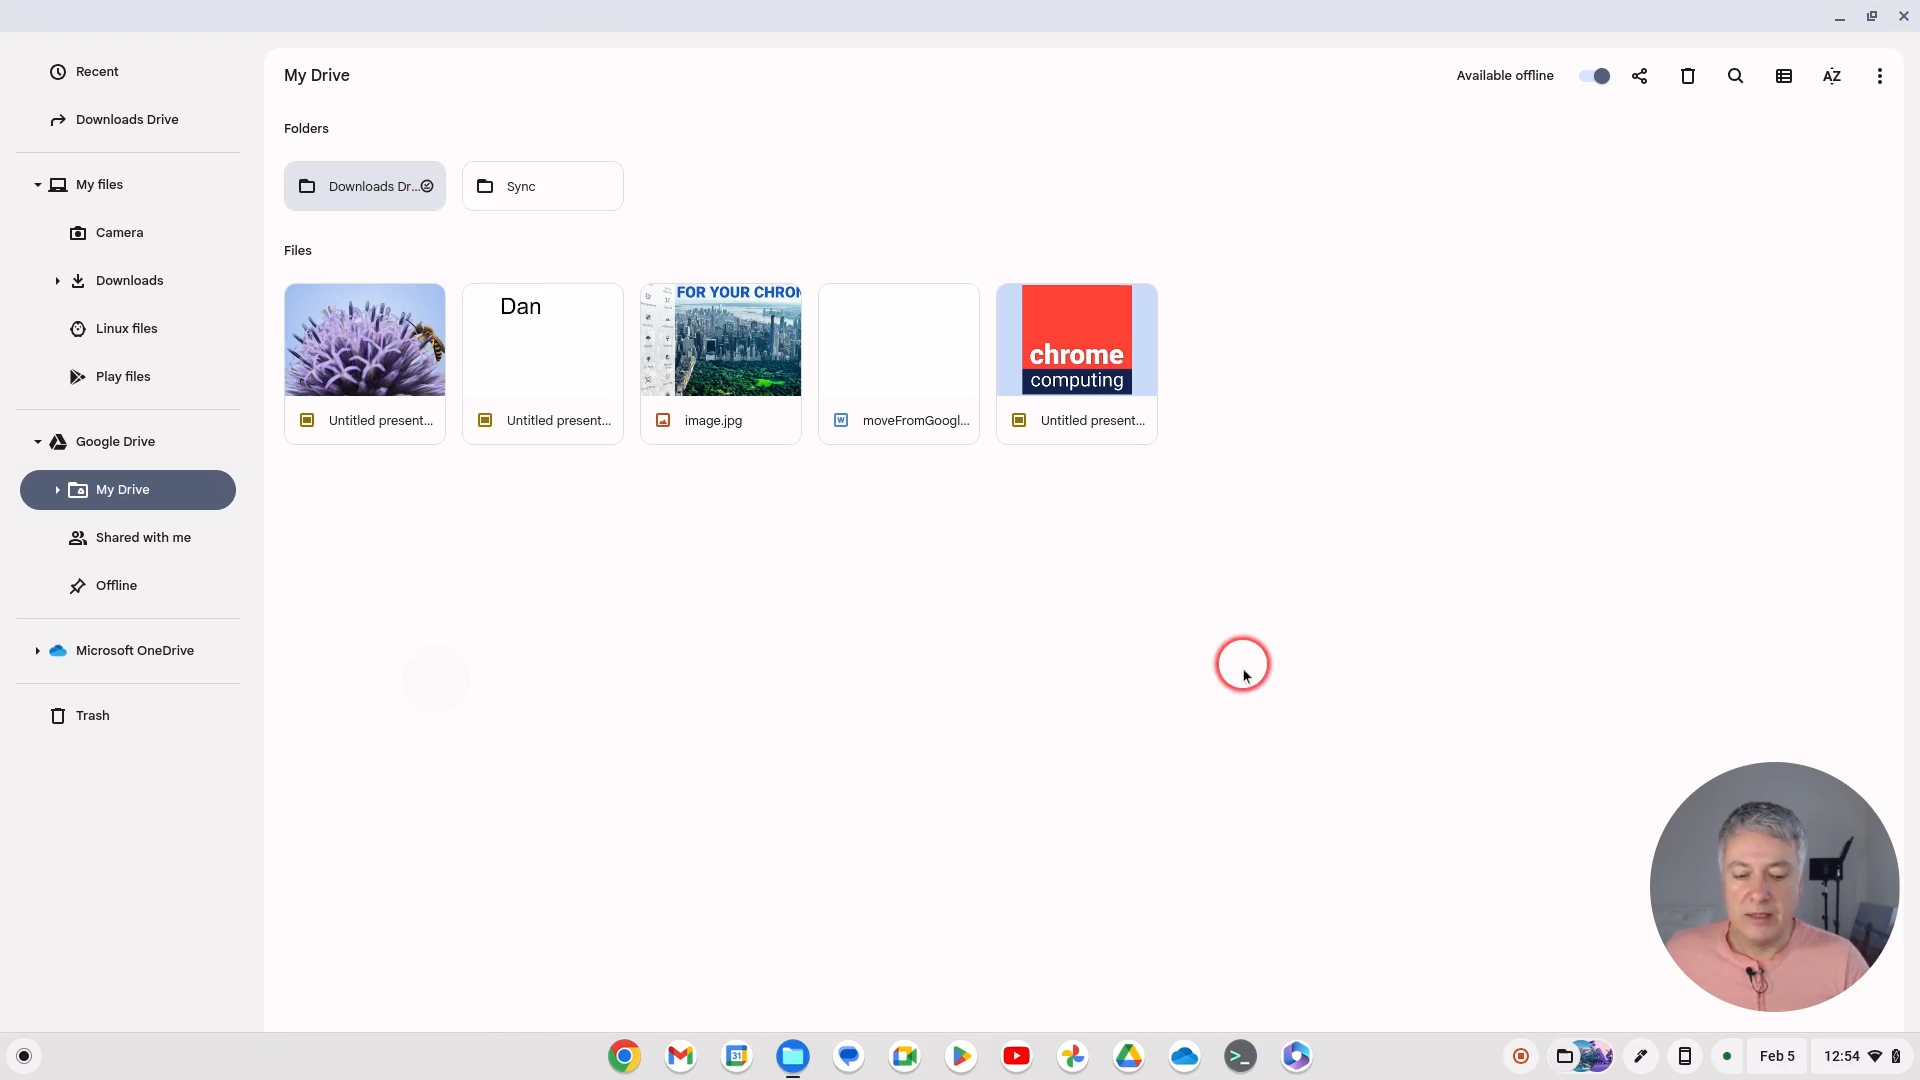 Recent
Downloads Drive
My files
Camera
Downloads
Linux files
Play files
Google Drive
My Drive
Shared with me
Offline
Microsoft OneDrive
Trash
My Drive
Available offline
AZ
Folders
Downloads Dr...
Sync
Files
Dan
FOR YOUR CHRON
chrome
computing
Untitled present...
Untitled present...
image.jpg
moveFromGoogl...
Untitled present...
31
Feb 5
12:54